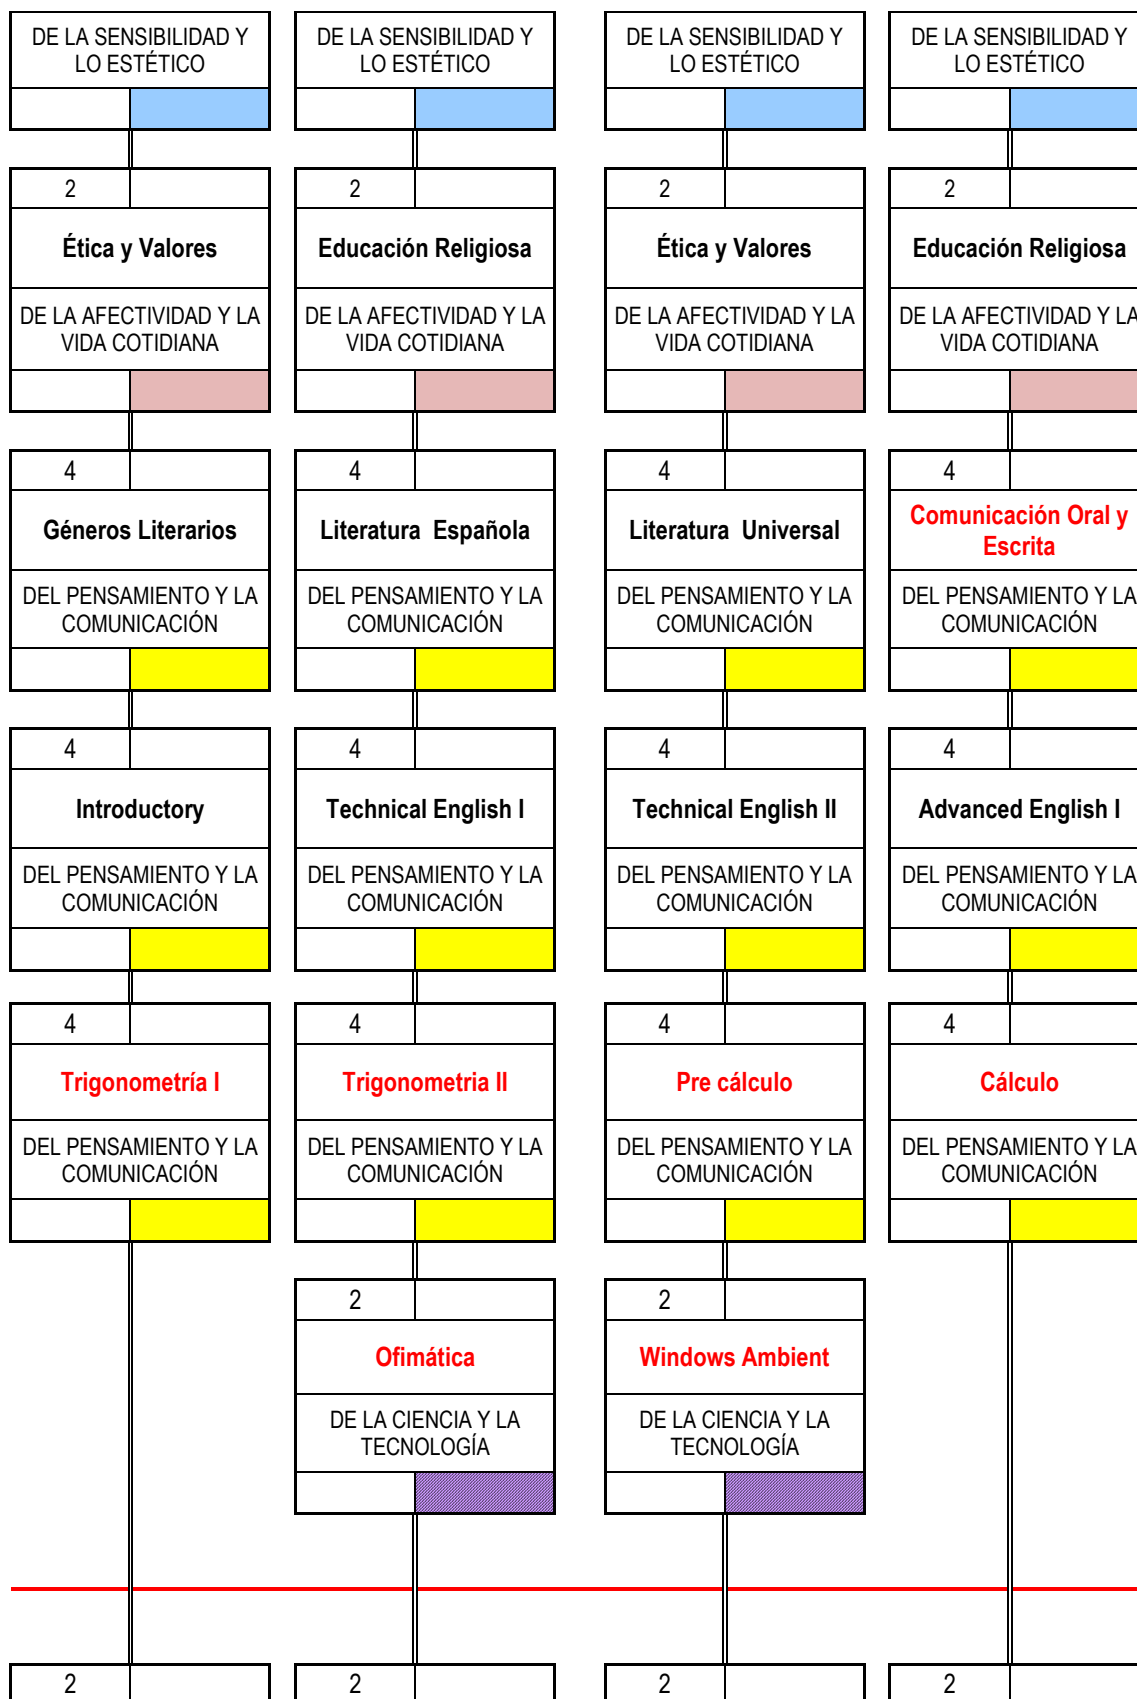 DE LA SENSIBILIDAD Y
LO ESTÉTICO
DE LA SENSIBILIDAD Y
LO ESTÉTICO
DE LA SENSIBILIDAD Y
LO ESTÉTICO
DE LA SENSIBILIDAD Y
LO ESTÉTICO
2
2
2
2
Ética y Valores
Educación Religiosa
Ética y Valores
Educación Religiosa
DE LA AFECTIVIDAD Y LA
VIDA COTIDIANA
DE LA AFECTIVIDAD Y LA
VIDA COTIDIANA
DE LA AFECTIVIDAD Y LA
VIDA COTIDIANA
DE LA AFECTIVIDAD Y LA
VIDA COTIDIANA
4
4
4
4
Géneros Literarios
Literatura Española
Literatura Universal
Comunicación Oral y
Escrita
DEL PENSAMIENTO Y LA
COMUNICACIÓN
DEL PENSAMIENTO Y LA
COMUNICACIÓN
DEL PENSAMIENTO Y LA
COMUNICACIÓN
DEL PENSAMIENTO Y LA
COMUNICACIÓN
4
4
4
4
Introductory
Technical English I
Technical English II
Advanced English I
DEL PENSAMIENTO Y LA
COMUNICACIÓN
DEL PENSAMIENTO Y LA
COMUNICACIÓN
DEL PENSAMIENTO Y LA
COMUNICACIÓN
DEL PENSAMIENTO Y LA
COMUNICACIÓN
4
4
4
4
Trigonometría I
Trigonometria II
Pre cálculo
Cálculo
DEL PENSAMIENTO Y LA
COMUNICACIÓN
DEL PENSAMIENTO Y LA
COMUNICACIÓN
DEL PENSAMIENTO Y LA
COMUNICACIÓN
DEL PENSAMIENTO Y LA
COMUNICACIÓN
2
2
Ofimática
Windows Ambient
DE LA CIENCIA Y LA
TECNOLOGÍA
DE LA CIENCIA Y LA
TECNOLOGÍA
2
2
2
2